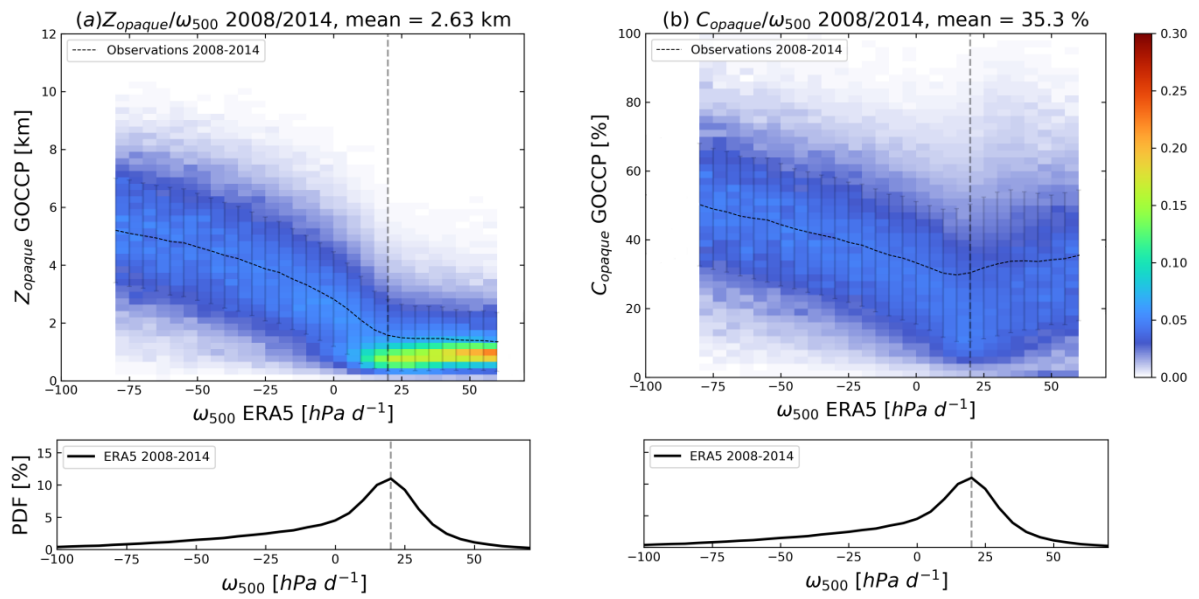 (a)Z_opaque/ω_500 2008/2014, mean = 2.63 km
12
10
8
6
4
2
0
Z_opaque GOCCP [km]
Observations 2008-2014
−100 −75 −50 −25 0 25 50
ω_500 ERA5 [hPa d^−1]
(b) C_opaque/ω_500 2008/2014, mean = 35.3 %
100
80
60
40
20
0
C_opaque GOCCP [%]
Observations 2008-2014
−100 −75 −50 −25 0 25 50
ω_500 ERA5 [hPa d^−1]
0.30
0.25
0.20
0.15
0.10
0.05
0.00
15
10
5
0
PDF [%]
ERA5 2008-2014
−100 −75 −50 −25 0 25 50
ω_500 [hPa d^−1]
ERA5 2008-2014
−100 −75 −50 −25 0 25 50
ω_500 [hPa d^−1]